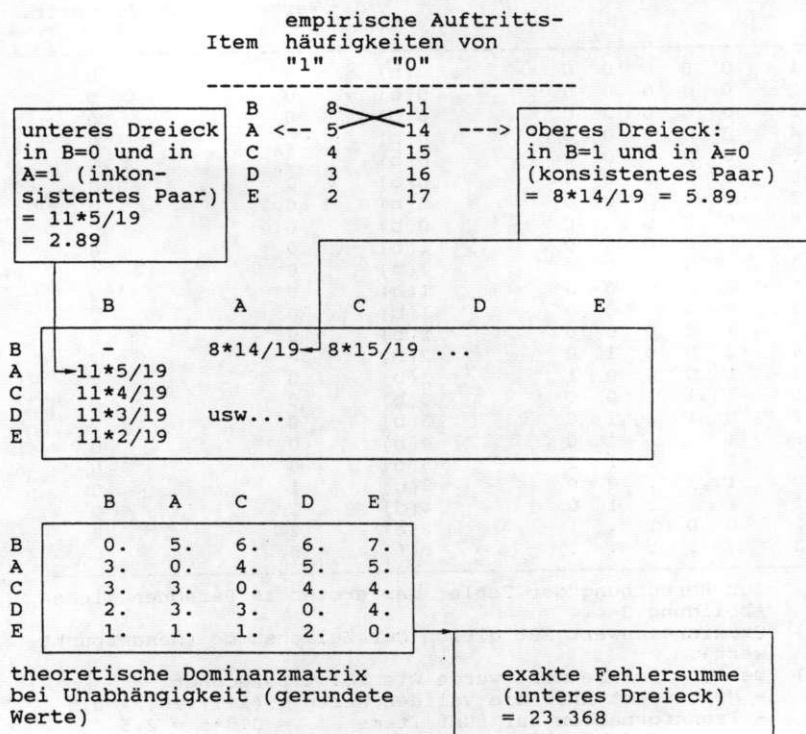 empirische Auftritts-
Item häufigkeiten von
"1" "0"
B 8 11
A <-- 5 14 --->
C 4 15
D 3 16
E 2 17
unteres Dreieck
in B=0 und in
A=1 (inkon-
sistentes Paar)
= 11*5/19
= 2.89
oberes Dreieck:
in B=1 und in A=0
(konsistentes Paar)
= 8*14/19 = 5.89
B A C D E
B - 8*14/19 8*15/19 ...
A 11*5/19
C 11*4/19
D 11*3/19 usw...
E 11*2/19
B A C D E
B 0. 5. 6. 6. 7.
A 3. 0. 4. 5. 5.
C 3. 3. 0. 4. 4.
D 2. 3. 3. 0. 4.
E 1. 1. 1. 2. 0.
theoretische Dominanzmatrix
bei Unabhängigkeit (gerundete
Werte)
exakte Fehlersumme
(unteres Dreieck)
= 23.368